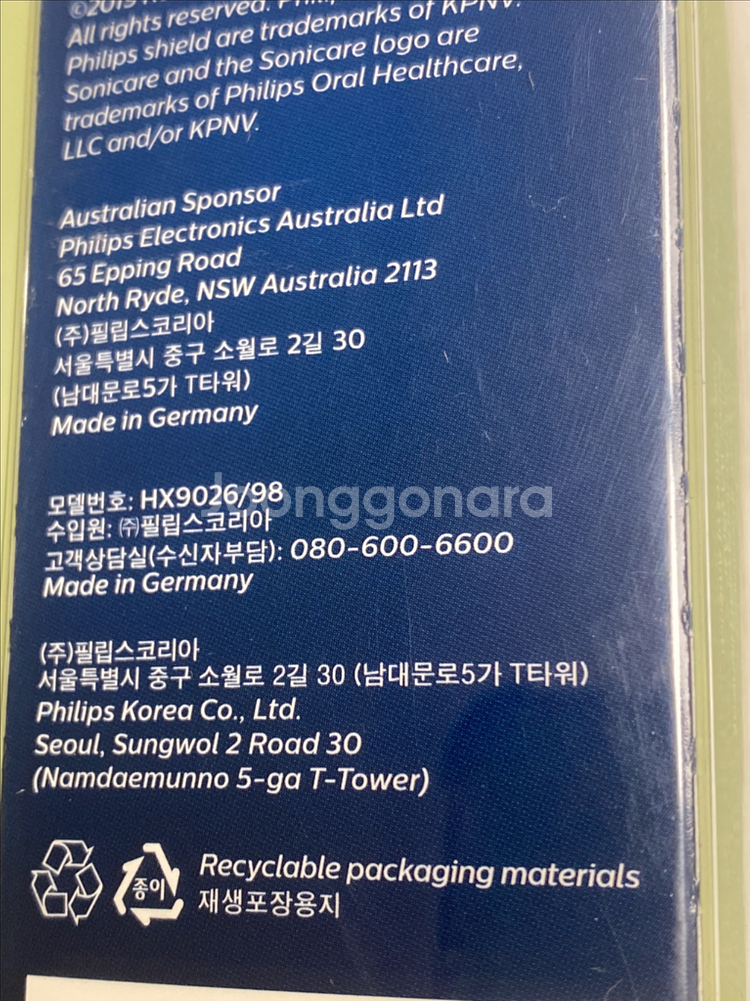 ©2019
All rights reserved.
Philips shield are trademarks of KPNV.
Sonicare and the Sonicare logo are
trademarks of Philips Oral Healthcare,
LLC and/or KPNV.
Australian Sponsor
Philips Electronics Australia Ltd
65 Epping Road
North Ryde, NSW Australia 2113
(주)필립스코리아
서울특별시 중구 소월로 2길 30
(남대문로5가 T타워)
Made in Germany
모델번호: HX9026/98
Juonggonara
수입원: ㈜필립스코리아
고객상담실(수신자부담): 080-600-6600
Made in Germany
(주)필립스코리아
서울특별시 중구 소월로 2길 30 (남대문로5가 T타워)
Philips Korea Co., Ltd.
Seoul, Sungwol 2 Road 30
(Namdaemunno 5-ga T-Tower)
종이
Recyclable packaging materials
재생포장용지